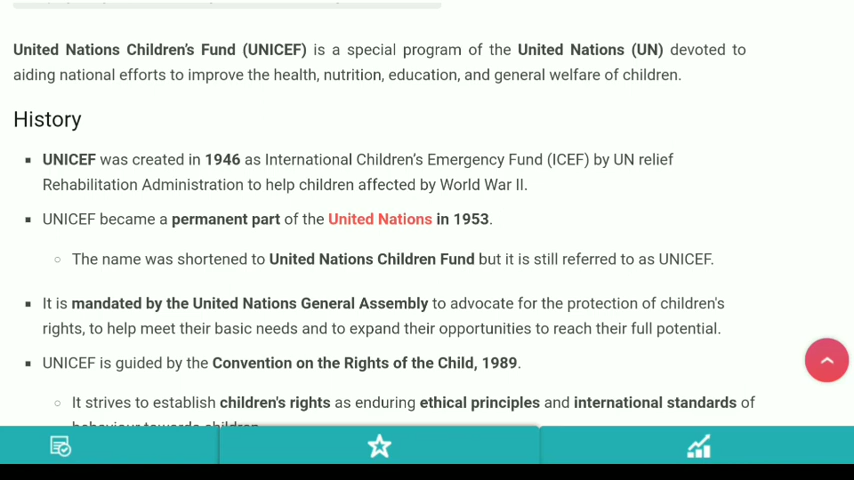 United Nations Children's Fund (UNICEF) is a special program of the United Nations (UN) devoted to
aiding national efforts to improve the health, nutrition, education, and general welfare of children.
History
▪ UNICEF was created in 1946 as International Children's Emergency Fund (ICEF) by UN relief
Rehabilitation Administration to help children affected by World War II.
▪ UNICEF became a permanent part of the United Nations in 1953.
○ The name was shortened to United Nations Children Fund but it is still referred to as UNICEF.
▪ It is mandated by the United Nations General Assembly to advocate for the protection of children's
rights, to help meet their basic needs and to expand their opportunities to reach their full potential.
▪ UNICEF is guided by the Convention on the Rights of the Child, 1989.
○ It strives to establish children's rights as enduring ethical principles and international standards of
behaviour towards children.